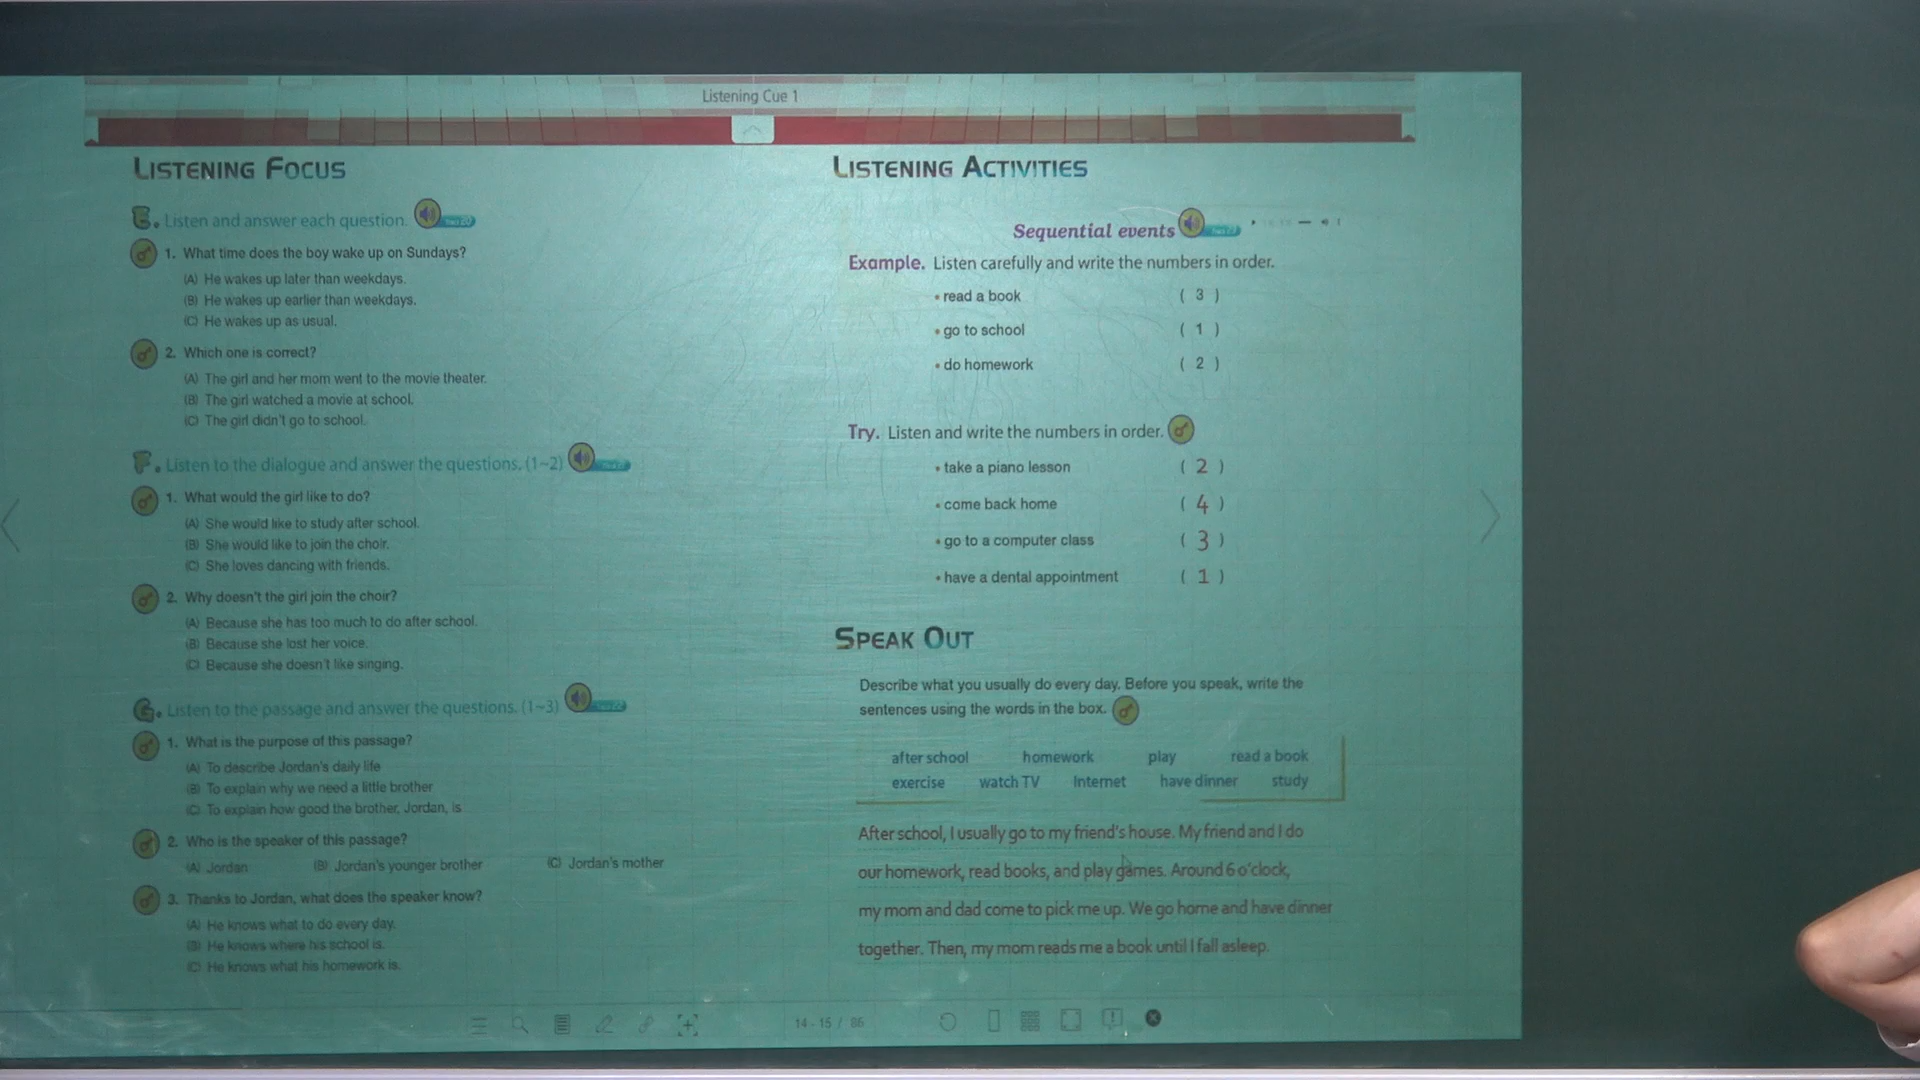 Listening Cue 1
LISTENING FOCUS
E. Listen and answer each question.
1. What time does the boy wake up on Sundays?
(A) He wakes up later than weekdays.
(B) He wakes up earlier than weekdays.
(C) He wakes up as usual.
2. Which one is correct?
(A) The girl and her mom went to the movie theater.
(B) The girl watched a movie at school.
(C) The girl didn't go to school.
F. Listen to the dialogue and answer the questions. (1~2)
1. What would the girl like to do?
(A) She would like to study after school.
(B) She would like to join the choir.
(C) She loves dancing with friends.
2. Why doesn't the girl join the choir?
(A) Because she has too much to do after school.
(B) Because she lost her voice.
(C) Because she doesn't like singing.
G. Listen to the passage and answer the questions. (1~3)
1. What is the purpose of this passage?
(A) To describe Jordan's daily life
(B) To explain why we need a little brother
(C) To explain how good the brother, Jordan, is
2. Who is the speaker of this passage?
(A) Jordan (B) Jordan's younger brother (C) Jordan's mother
3. Thanks to Jordan, what does the speaker know?
(A) He knows what to do every day.
(B) He knows where his school is.
(C) He knows what his homework is.
LISTENING ACTIVITIES
Sequential events
Example. Listen carefully and write the numbers in order.
• read a book ( 3 )
• go to school ( 1 )
• do homework ( 2 )
Try. Listen and write the numbers in order.
• take a piano lesson ( 2 )
• come back home ( 4 )
• go to a computer class ( 3 )
• have a dental appointment ( 1 )
SPEAK OUT
Describe what you usually do every day. Before you speak, write the
sentences using the words in the box.
after school homework play read a book
exercise watch TV Internet have dinner study
After school, I usually go to my friend's house. My friend and I do
our homework, read books, and play games. Around 6 o'clock,
my mom and dad come to pick me up. We go home and have dinner
together. Then, my mom reads me a book until I fall asleep.
14 - 15 / 86